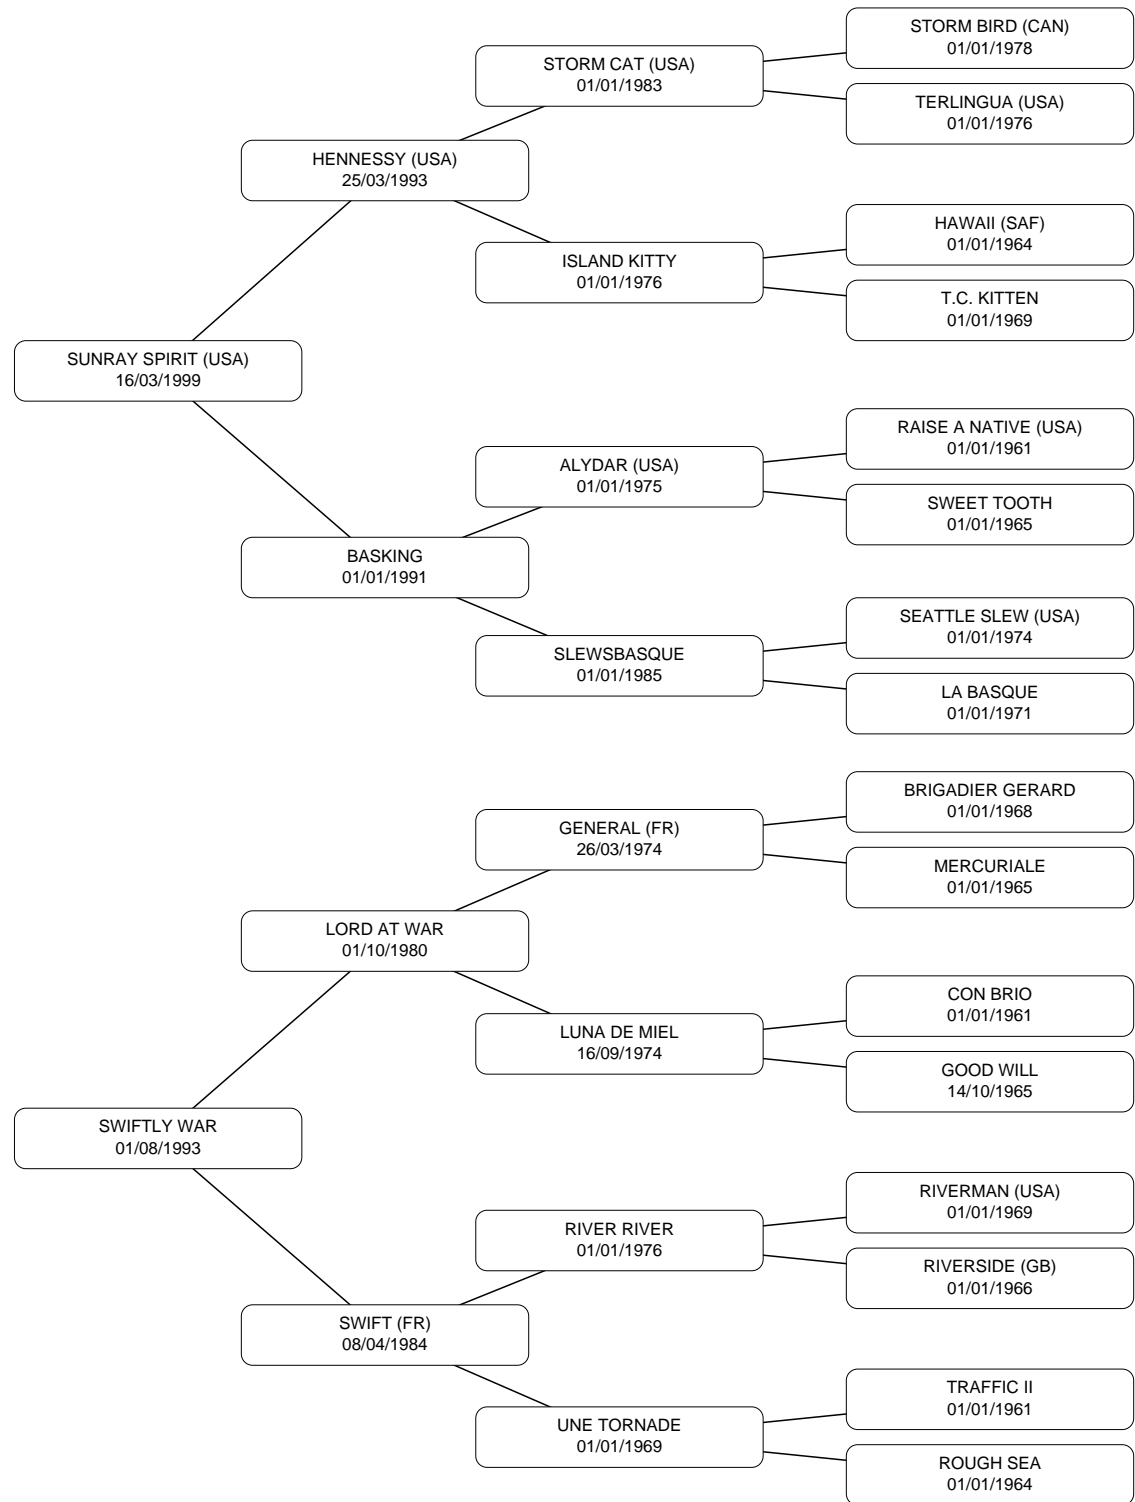 STORM BIRD (CAN)
01/01/1978
STORM CAT (USA)
01/01/1983
TERLINGUA (USA)
01/01/1976
HENNESSY (USA)
25/03/1993
HAWAII (SAF)
01/01/1964
ISLAND KITTY
01/01/1976
T.C. KITTEN
01/01/1969
SUNRAY SPIRIT (USA)
16/03/1999
RAISE A NATIVE (USA)
01/01/1961
ALYDAR (USA)
01/01/1975
SWEET TOOTH
01/01/1965
BASKING
01/01/1991
SEATTLE SLEW (USA)
01/01/1974
SLEWSBASQUE
01/01/1985
LA BASQUE
01/01/1971
BRIGADIER GERARD
01/01/1968
GENERAL (FR)
26/03/1974
MERCURIALE
01/01/1965
LORD AT WAR
01/10/1980
CON BRIO
01/01/1961
LUNA DE MIEL
16/09/1974
GOOD WILL
14/10/1965
SWIFTLY WAR
01/08/1993
RIVERMAN (USA)
01/01/1969
RIVER RIVER
01/01/1976
RIVERSIDE (GB)
01/01/1966
SWIFT (FR)
08/04/1984
TRAFFIC II
01/01/1961
UNE TORNADE
01/01/1969
ROUGH SEA
01/01/1964